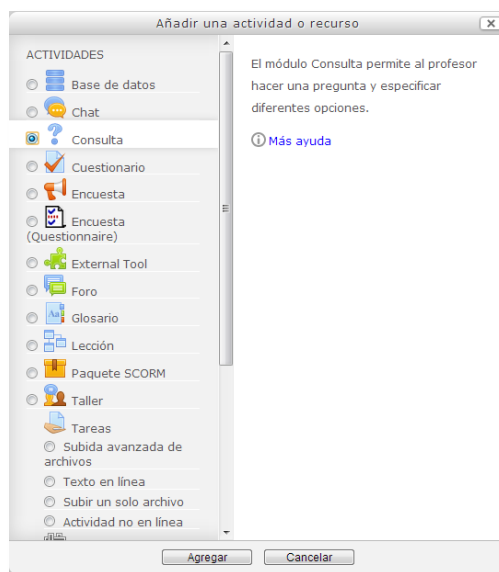 Añadir una actividad o recurso
ACTIVIDADES
Base de datos
Chat
Consulta
Cuestionario
Encuesta
Encuesta
(Questionnaire)
External Tool
Foro
Glosario
Lección
Paquete SCORM
Taller
Tareas
Subida avanzada de
archivos
Texto en línea
Subir un solo archivo
Actividad no en línea
El módulo Consulta permite al profesor
hacer una pregunta y especificar
diferentes opciones.
Más ayuda
Agregar
Cancelar